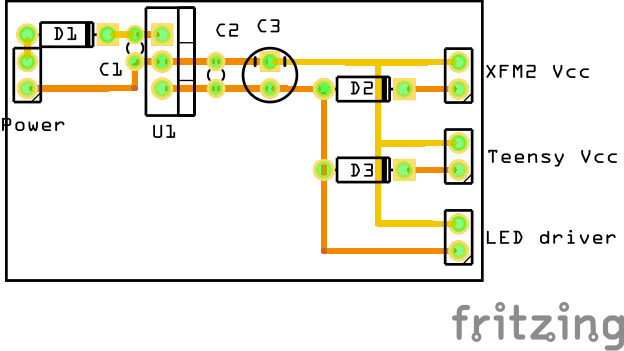 D1
C2
C3
C1
XFM2 Vcc
D2
Power
U1
Teensy Vcc
D3
LED driver
fritzing